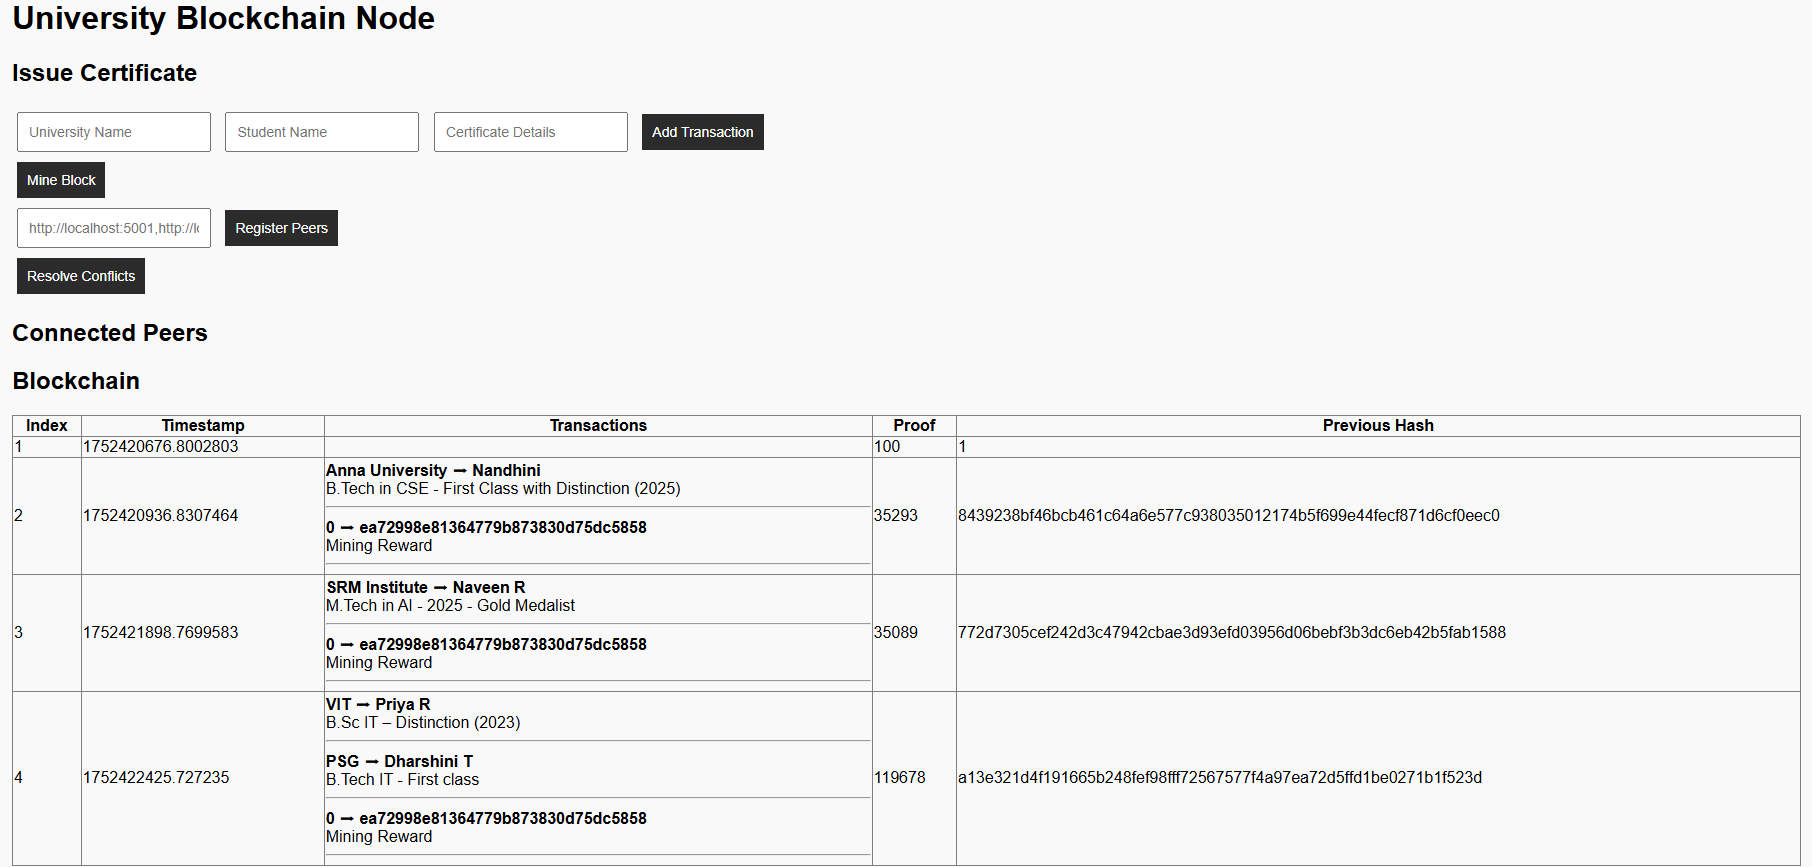 University Blockchain Node
Issue Certificate
University Name Student Name Certificate Details Add Transaction
Mine Block
http://localhost:5001,http://lo Register Peers
Resolve Conflicts
Connected Peers
Blockchain
Index Timestamp Transactions Proof Previous Hash
1 1752420676.8002803 100 1
Anna University → Nandhini
B.Tech in CSE - First Class with Distinction (2025)
2 1752420936.8307464 35293 8439238bf46bcb461c64a6e577c938035012174b5f699e44fecf871d6cf0eec0
0 → ea72998e81364779b873830d75dc5858
Mining Reward
SRM Institute → Naveen R
M.Tech in AI - 2025 - Gold Medalist
3 1752421898.7699583 35089 772d7305cef242d3c47942cbae3d93efd03956d06bebf3b3dc6eb42b5fab1588
0 → ea72998e81364779b873830d75dc5858
Mining Reward
VIT → Priya R
B.Sc IT – Distinction (2023)
PSG → Dharshini T
B.Tech IT - First class
4 1752422425.727235 119678 a13e321d4f191665b248fef98fff72567577f4a97ea72d5ffd1be0271b1f523d
0 → ea72998e81364779b873830d75dc5858
Mining Reward